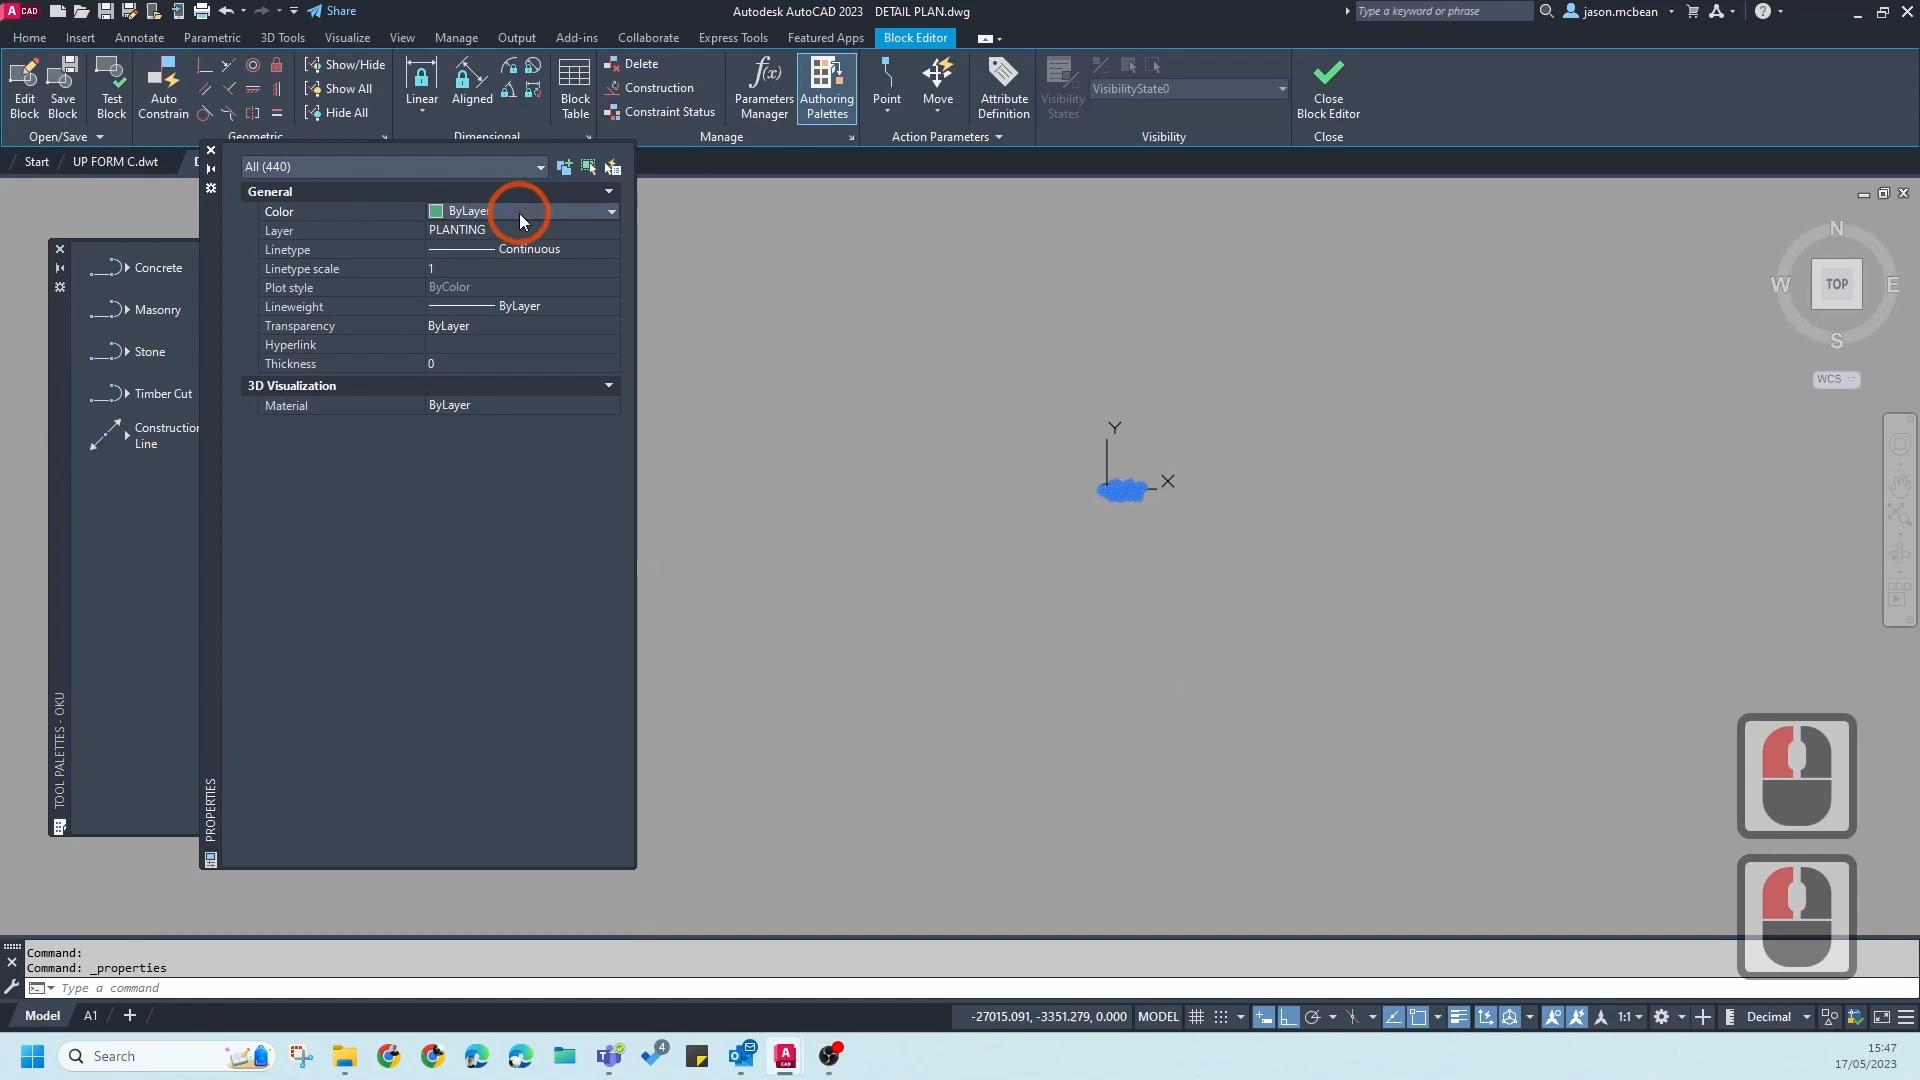 CAD
Share
Autodesk AutoCAD 2023 DETAIL PLAN.dwg
Type a keyword or phrase
jason.mcbean
Home Insert Annotate Parametric 3D Tools Visualize View Manage Output Add-ins Collaborate Express Tools Featured Apps Block Editor
Edit Block
Save Block
Test Block
Auto Constrain
Show/Hide
Show All
Hide All
Linear
Aligned
Block Table
Delete
Construction
Constraint Status
Parameters Manager
Authoring Palettes
Point
Move
Attribute Definition
Visibility States
VisibilityState0
Close Block Editor
Open/Save
Geometric
Dimensional
Manage
Action Parameters
Visibility
Close
Start
UP FORM C.dwt
D
All (440)
General
Color ByLayer
Layer PLANTING
Linetype Continuous
Linetype scale 1
Plot style ByColor
Lineweight ByLayer
Transparency ByLayer
Hyperlink
Thickness 0
3D Visualization
Material ByLayer
PROPERTIES
Concrete
Masonry
Stone
Timber Cut
Construction
Line
TOOL PALETTES - OKU
N
W
TOP
E
S
WCS
Y
X
Command:
Command: _properties
Type a command
Model
A1
-27015.091, -3351.279, 0.000
MODEL
1:1
Decimal
Search
4
CAD
15:47
17/05/2023